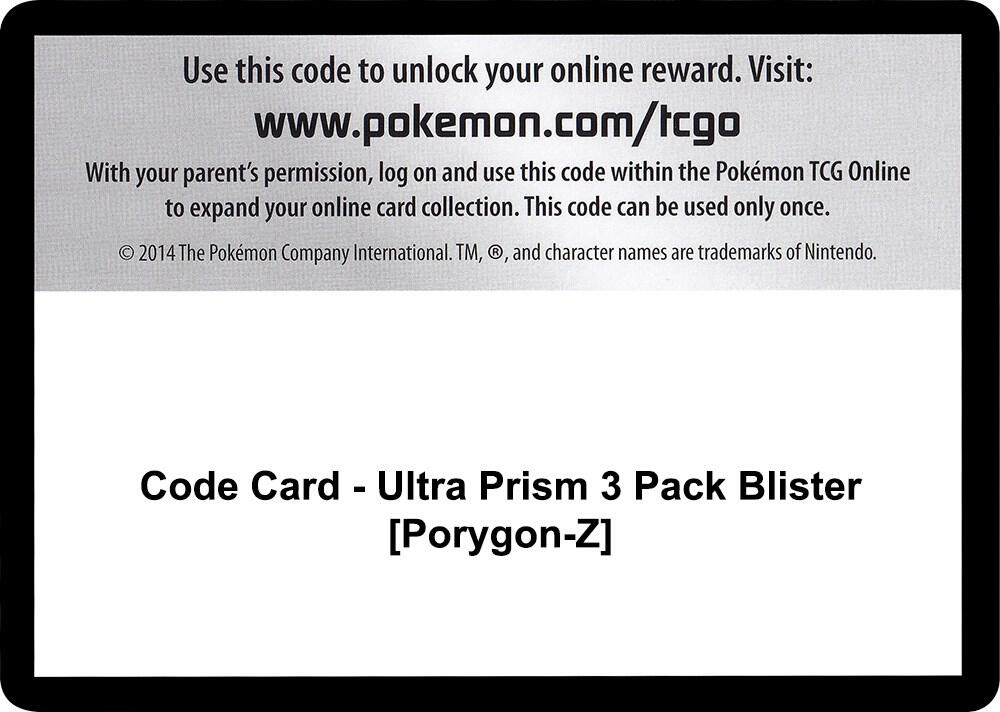 Use this code to unlock your online reward. Visit:
www.pokemon.com/tcgo
With your parent's permission, log on and use this code within the Pokémon TCG Online
to expand your online card collection. This code can be used only once.
© 2014 The Pokémon Company International. TM, ®, and character names are trademarks of Nintendo.
Code Card - Ultra Prism 3 Pack Blister
[Porygon-Z]